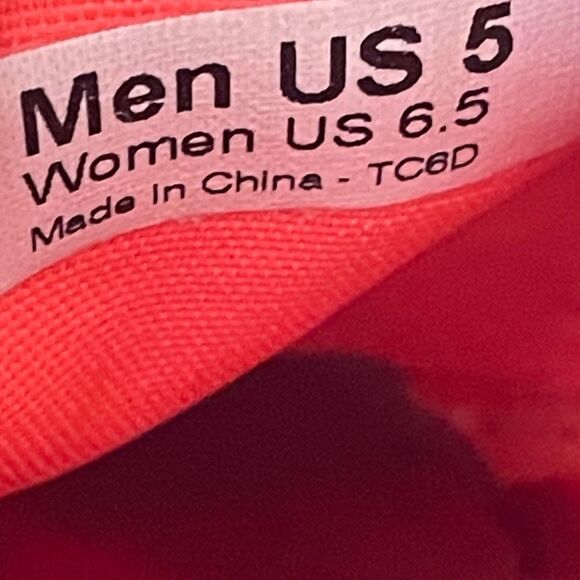 Men US 5
Women US 6.5
Made in China - TC6D